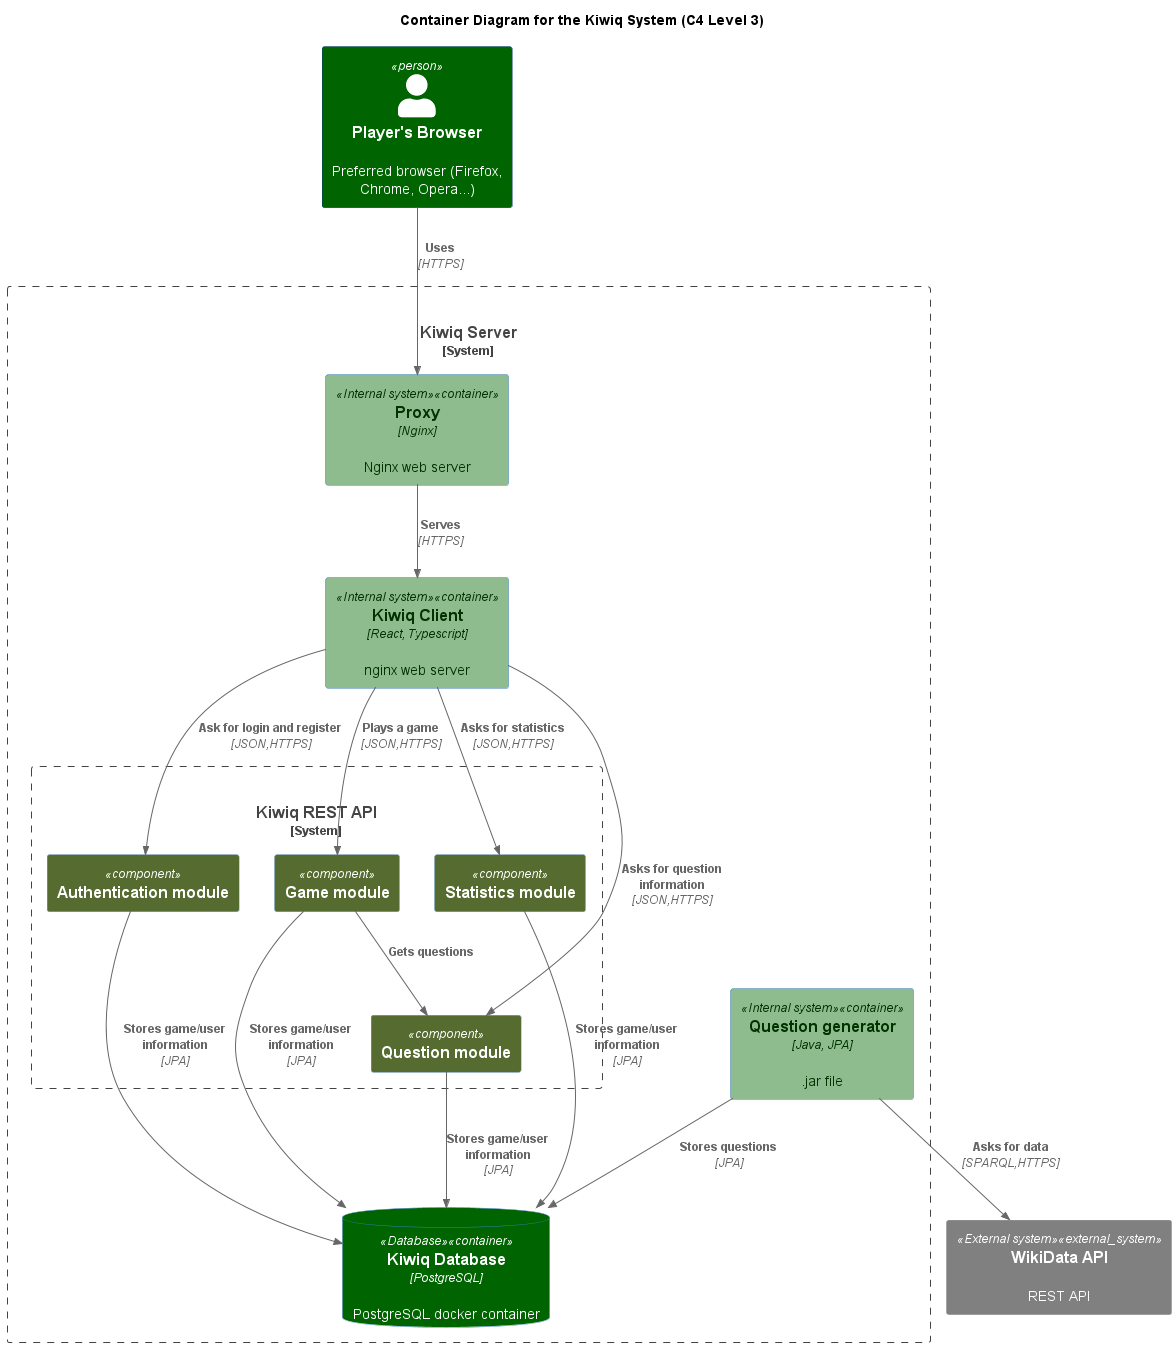 Container Diagram for the Kiwiq System (C4 Level 3)
«person»
Player's Browser
Preferred browser (Firefox,
Chrome, Opera...)
Uses
[HTTPS]
Kiwiq Server
[System]
«Internal system»«container»
Proxy
[Nginx]
Nginx web server
Serves
[HTTPS]
«Internal system»«container»
Kiwiq Client
[React, Typescript]
nginx web server
Ask for login and register
[JSON,HTTPS]
Plays a game
[JSON,HTTPS]
Asks for statistics
[JSON,HTTPS]
Kiwiq REST API
[System]
«component»
Authentication module
«component»
Game module
«component»
Statistics module
Asks for question
information
[JSON,HTTPS]
Gets questions
«component»
Question module
Stores game/user
information
[JPA]
Stores game/user
information
[JPA]
Stores game/user
information
[JPA]
«Internal system»«container»
Question generator
[Java, JPA]
.jar file
Stores game/user
information
[JPA]
Stores questions
[JPA]
Asks for data
[SPARQL,HTTPS]
«Database»«container»
Kiwiq Database
[PostgreSQL]
PostgreSQL docker container
«External system»«external_system»
WikiData API
REST API